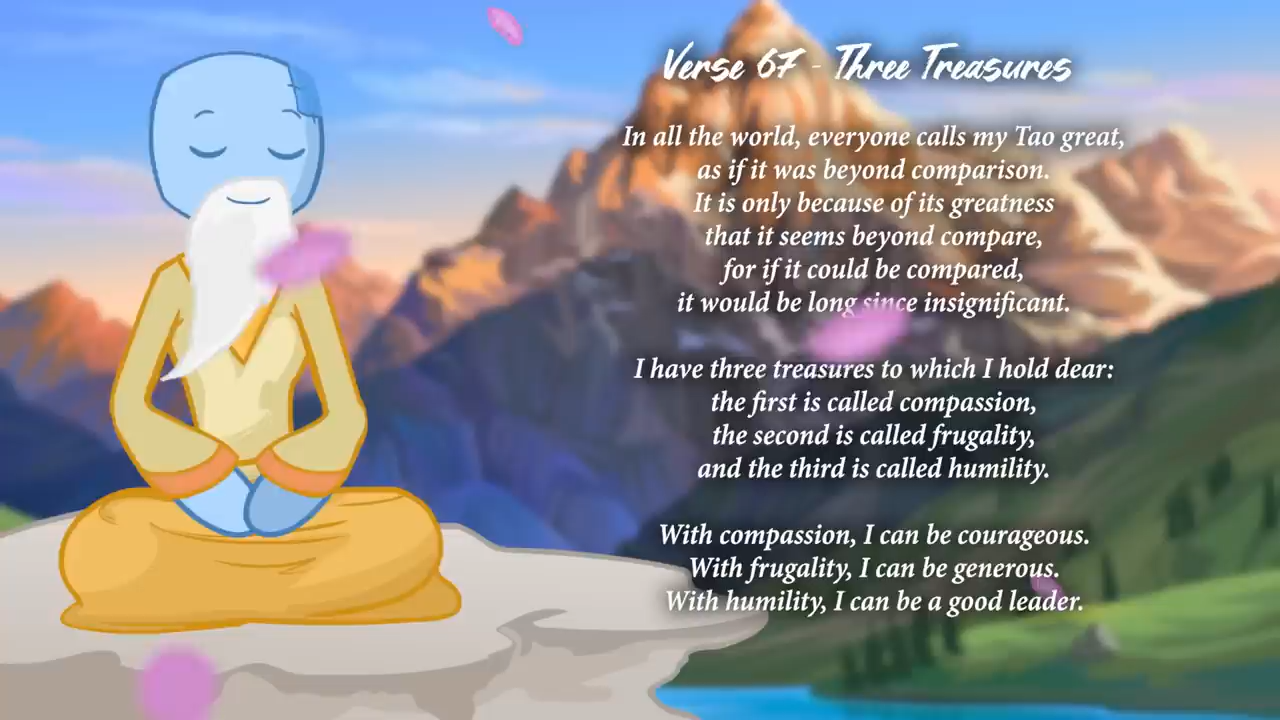 Verse 67 - Three Treasures
In all the world, everyone calls my Tao great,
as if it was beyond comparison.
It is only because of its greatness
that it seems beyond compare,
for if it could be compared,
it would be long since insignificant.
I have three treasures to which I hold dear:
the first is called compassion,
the second is called frugality,
and the third is called humility.
With compassion, I can be courageous.
With frugality, I can be generous.
With humility, I can be a good leader.